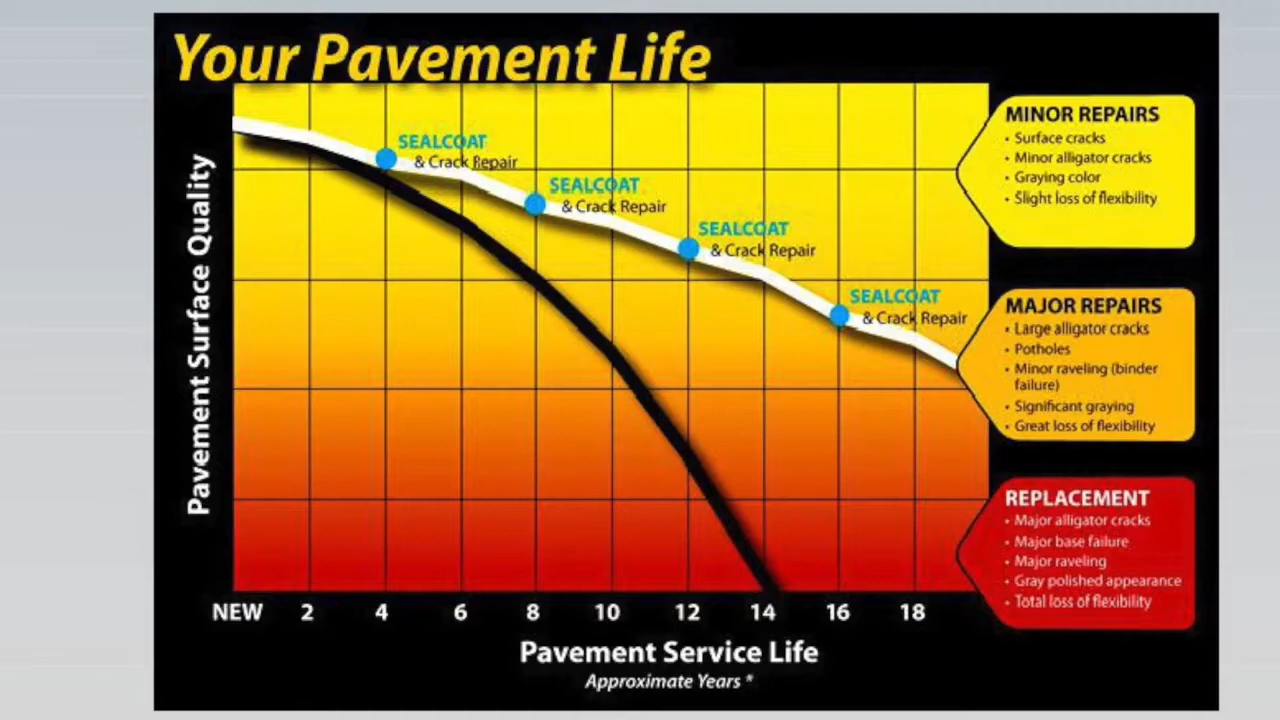 Your Pavement Life
Pavement Surface Quality
SEALCOAT
& Crack Repair
SEALCOAT
& Crack Repair
SEALCOAT
& Crack Repair
SEALCOAT
& Crack Repair
MINOR REPAIRS
• Surface cracks
• Minor alligator cracks
• Graying color
• Slight loss of flexibility
MAJOR REPAIRS
• Large alligator cracks
• Potholes
• Minor raveling (binder
failure)
• Significant graying
• Great loss of flexibility
REPLACEMENT
• Major alligator cracks
• Major base failure
• Major raveling
• Gray polished appearance
• Total loss of flexibility
NEW 2 4 6 8 10 12 14 16 18
Pavement Service Life
Approximate Years *